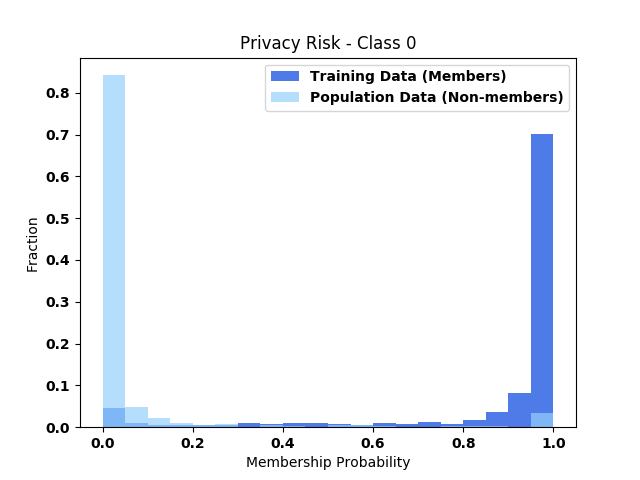 Privacy Risk - Class 0
Training Data (Members)
Population Data (Non-members)
0.8
0.7
0.6
0.5
0.4
0.3
0.2
0.1
0.0
Fraction
0.0 0.2 0.4 0.6 0.8 1.0
Membership Probability